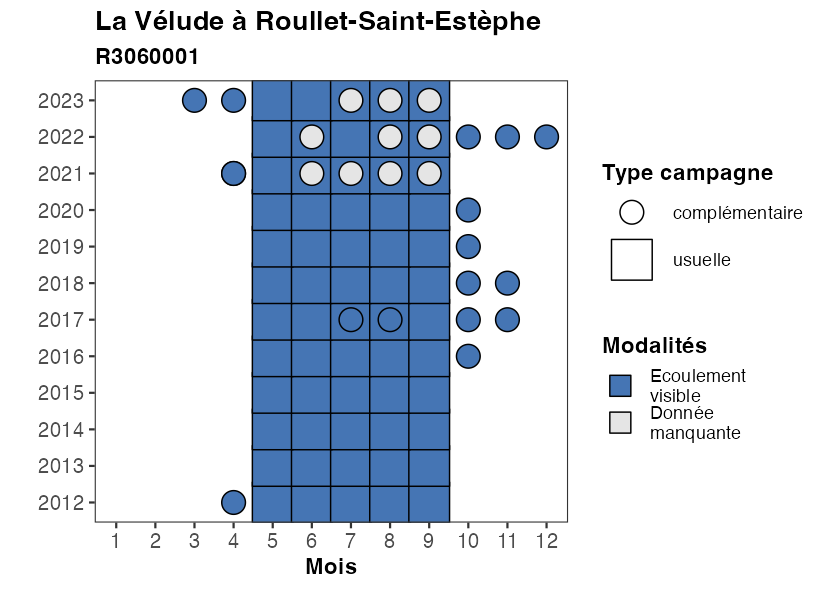 La Vélude à Roullet-Saint-Estèphe
R3060001
2023
2022
2021
2020
2019
2018
2017
2016
2015
2014
2013
2012
1 2 3 4 5 6 7 8 9 10 11 12
Mois
Type campagne
complémentaire
usuelle
Modalités
Ecoulement
visible
Donnée
manquante